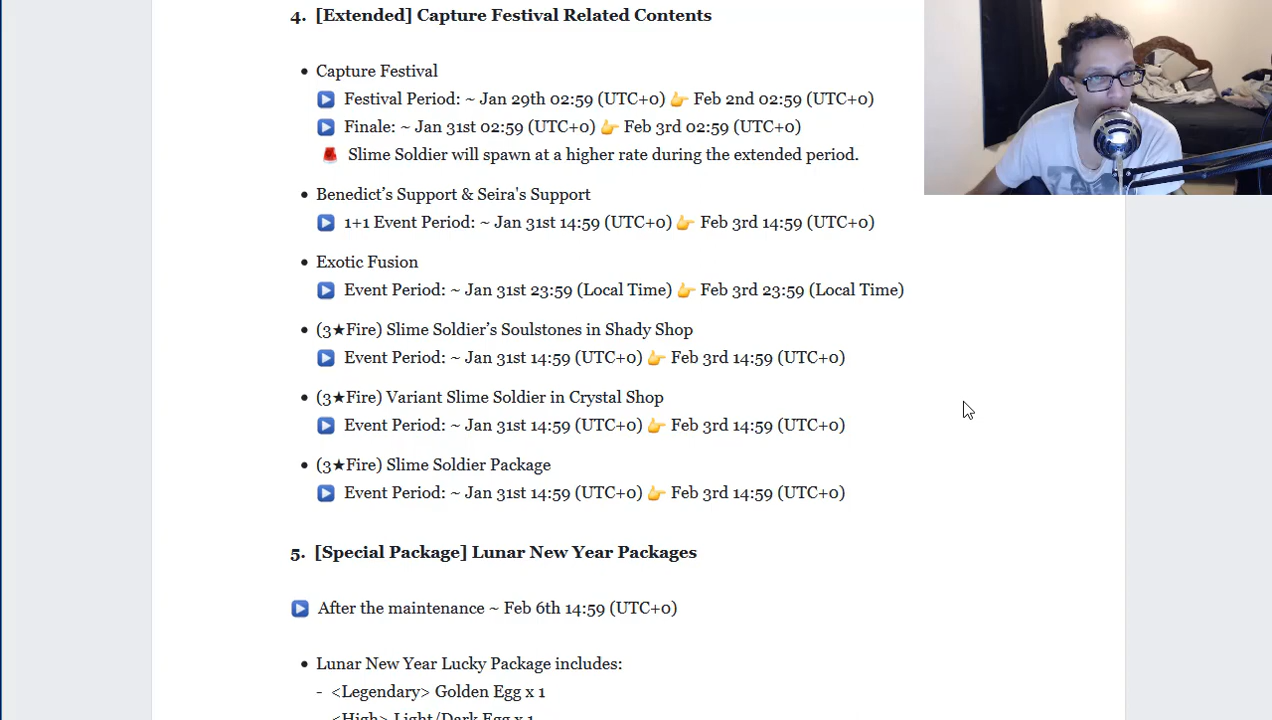 4. [Extended] Capture Festival Related Contents
• Capture Festival
▶ Festival Period: ~ Jan 29th 02:59 (UTC+0) 👉 Feb 2nd 02:59 (UTC+0)
▶ Finale: ~ Jan 31st 02:59 (UTC+0) 👉 Feb 3rd 02:59 (UTC+0)
Slime Soldier will spawn at a higher rate during the extended period.
• Benedict’s Support & Seira's Support
▶ 1+1 Event Period: ~ Jan 31st 14:59 (UTC+0) 👉 Feb 3rd 14:59 (UTC+0)
• Exotic Fusion
▶ Event Period: ~ Jan 31st 23:59 (Local Time) 👉 Feb 3rd 23:59 (Local Time)
• (3★Fire) Slime Soldier’s Soulstones in Shady Shop
▶ Event Period: ~ Jan 31st 14:59 (UTC+0) 👉 Feb 3rd 14:59 (UTC+0)
• (3★Fire) Variant Slime Soldier in Crystal Shop
▶ Event Period: ~ Jan 31st 14:59 (UTC+0) 👉 Feb 3rd 14:59 (UTC+0)
• (3★Fire) Slime Soldier Package
▶ Event Period: ~ Jan 31st 14:59 (UTC+0) 👉 Feb 3rd 14:59 (UTC+0)
5. [Special Package] Lunar New Year Packages
▶ After the maintenance ~ Feb 6th 14:59 (UTC+0)
• Lunar New Year Lucky Package includes:
- <Legendary> Golden Egg x 1
- <High> Light/Dark Egg x 1